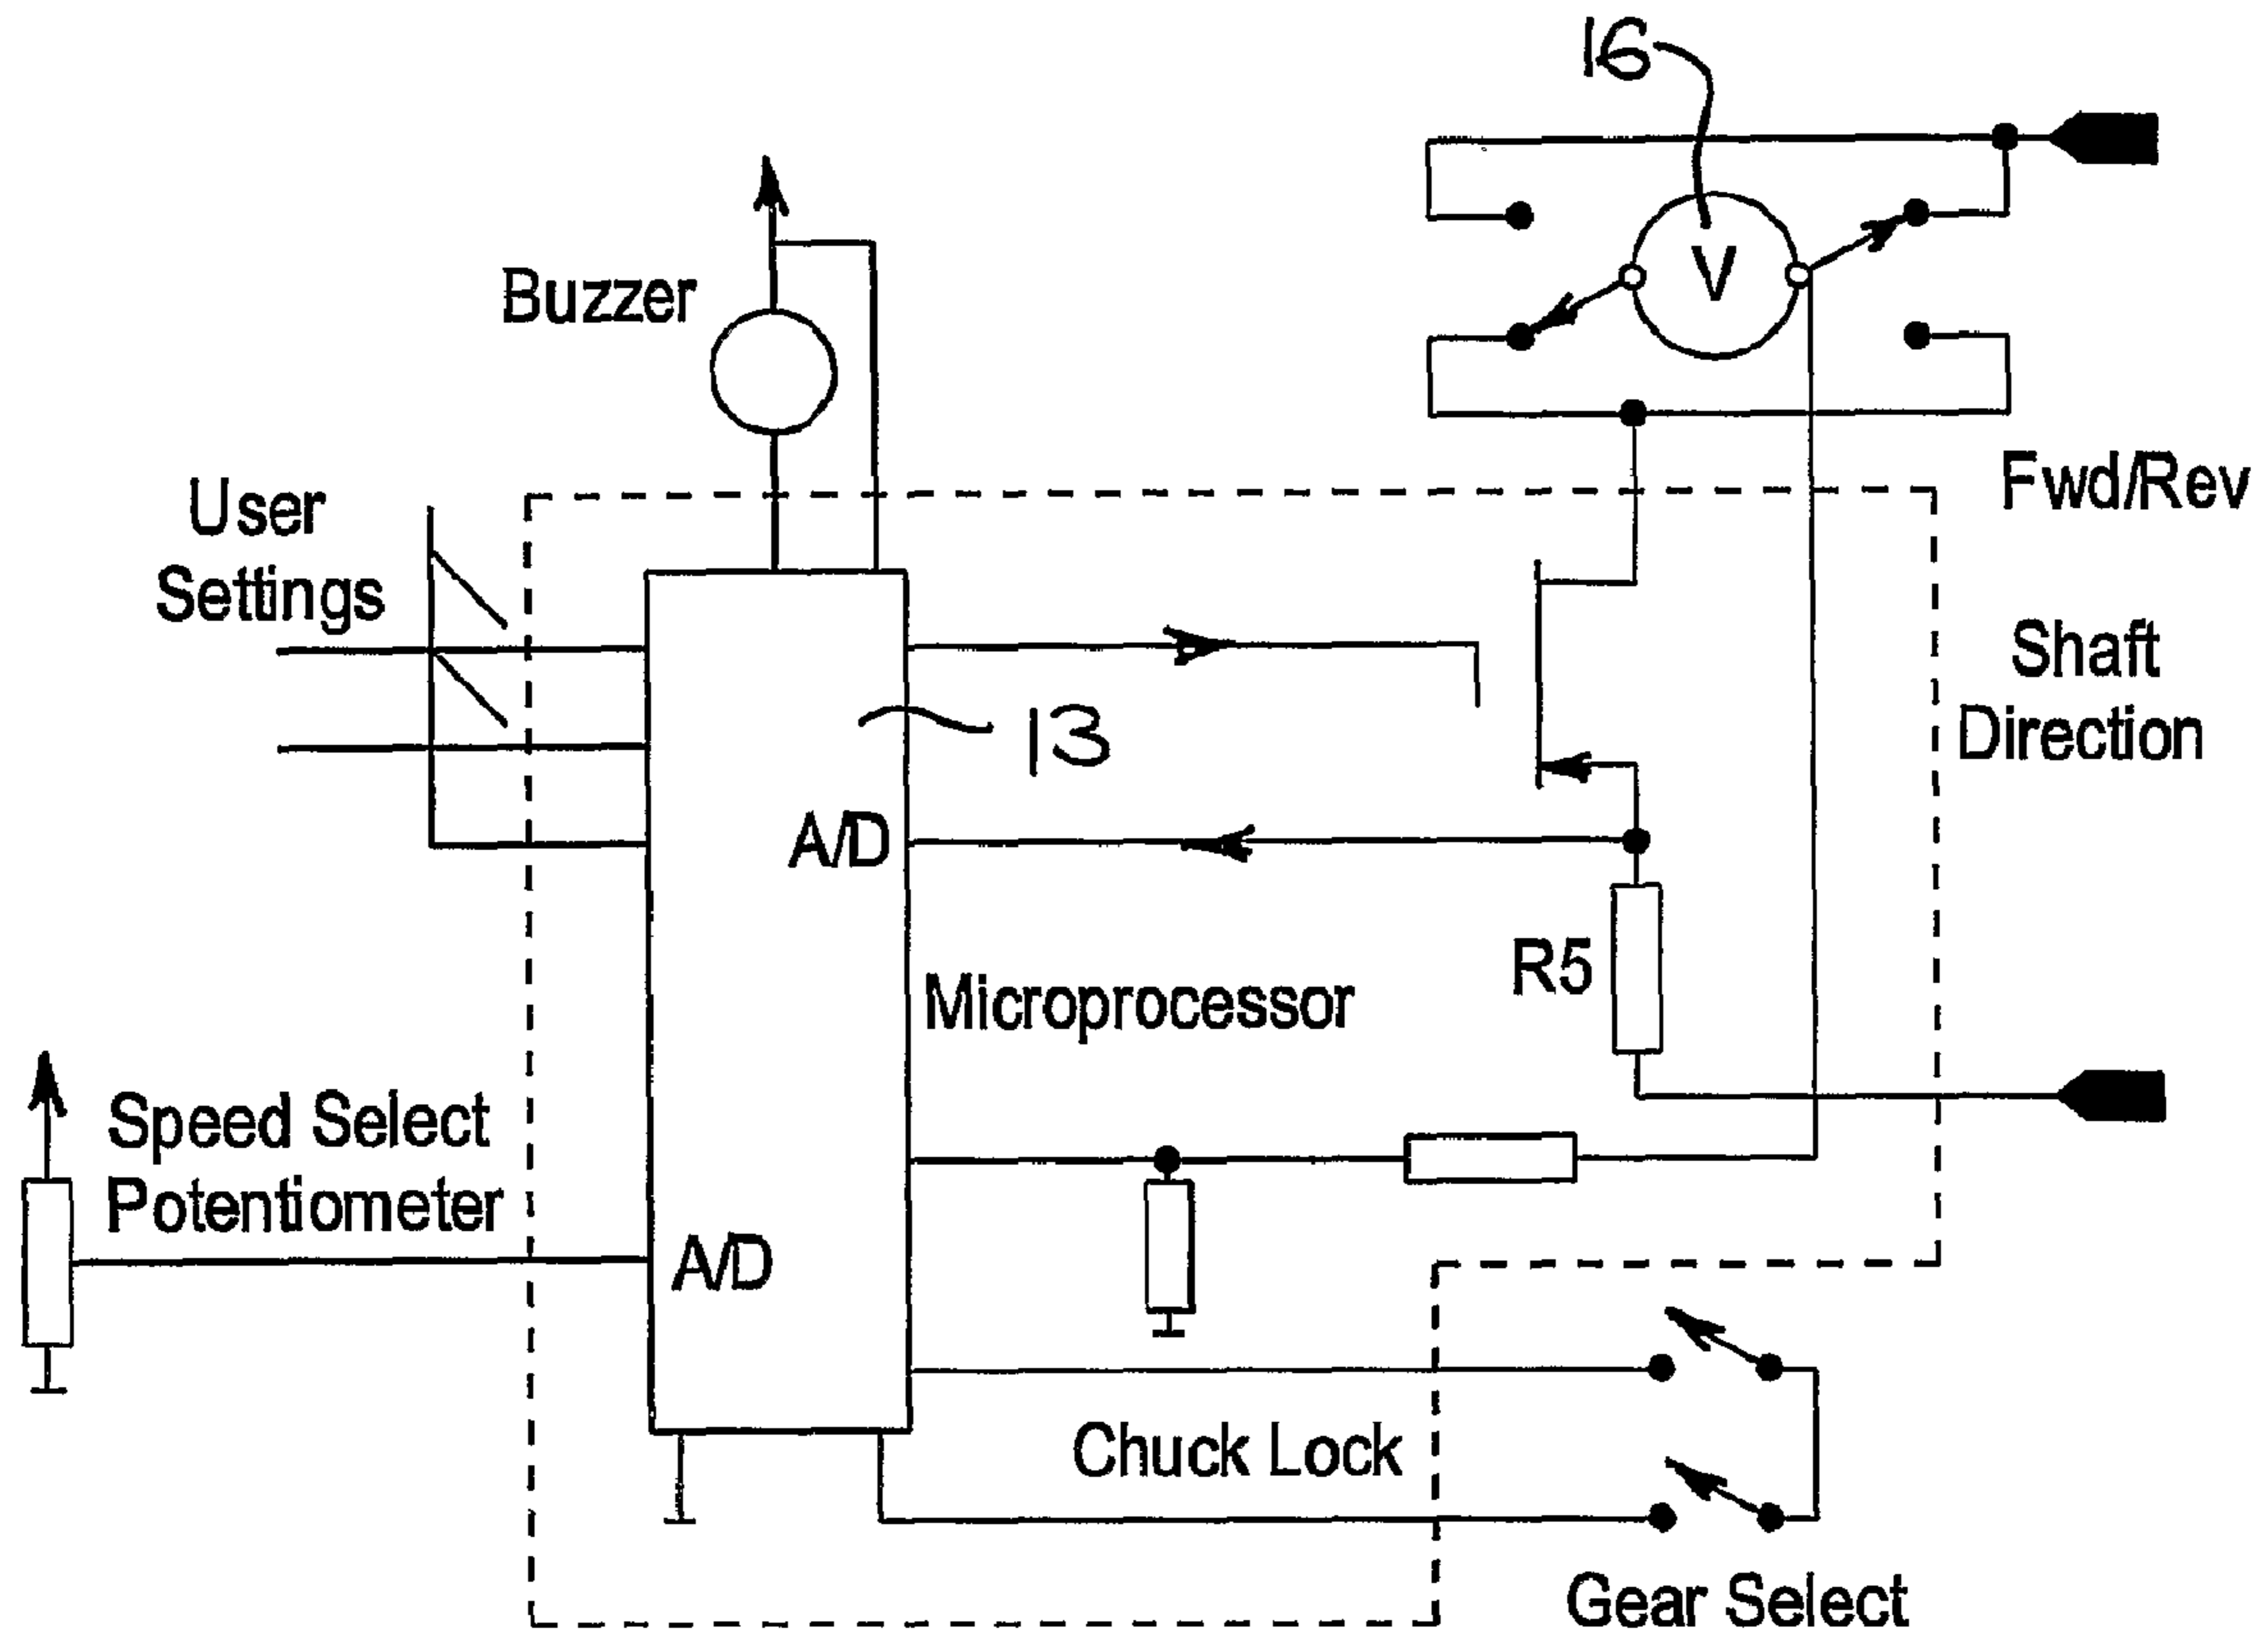 16
V
Buzzer
User
Settings
Fwd/Rev
Shaft
Direction
13
A/D
R5
Microprocessor
Speed Select
Potentiometer
A/D
Chuck Lock
Gear Select